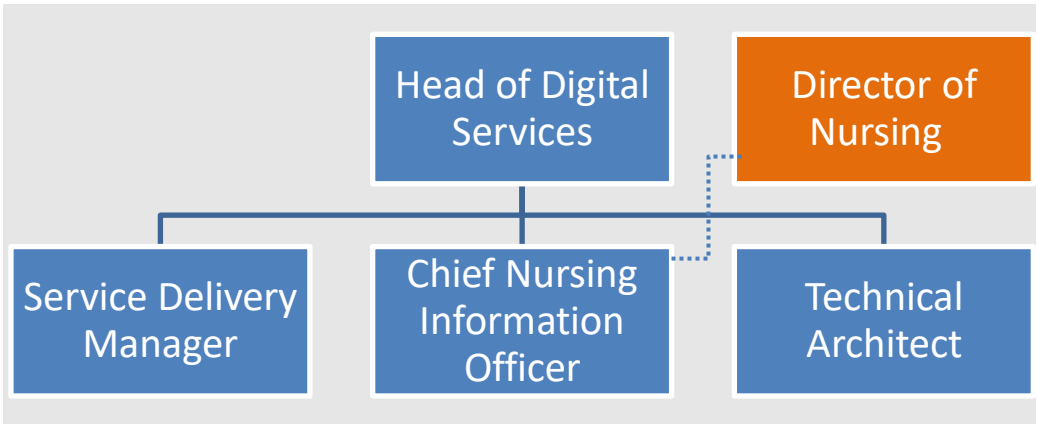 Head of Digital
Services
Director of
Nursing
Service Delivery
Manager
Chief Nursing
Information
Officer
Technical
Architect